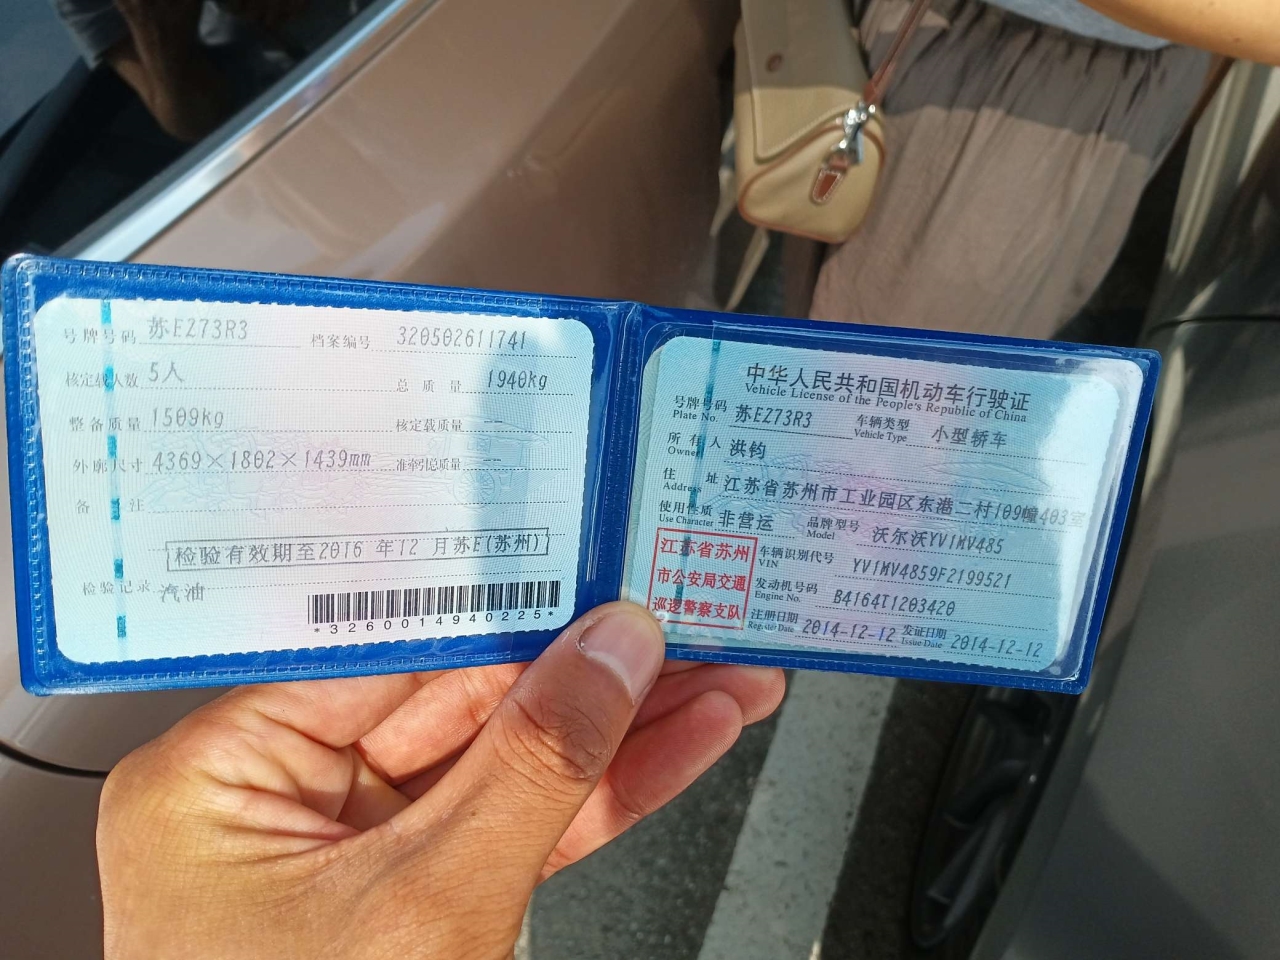 号牌号码 苏EZ73R3 档案编号 320502611741
核定载人数 5人 总质量 1940kg
整备质量 1509kg 核定载质量 --
外廓尺寸 4369×1802×1439mm 准牵引总质量 --
备注
检验有效期至2016 年12 月苏E(苏州)
检验记录 汽油
*3260014940225*
中华人民共和国机动车行驶证
Vehicle License of the People's Republic of China
号牌号码 苏EZ73R3 车辆类型 小型轿车
Plate No. Vehicle Type
所有人 洪钧
Owner
住址 江苏省苏州市工业园区东港二村109幢403室
Address
使用性质 非营运 品牌型号 沃尔沃YV1MV485
Use Character Model
江苏省苏州
市公安局交通
巡逻警察支队
车辆识别代号 YV1MV4859F2199521
VIN
发动机号码 B4164T1203420
Engine No.
注册日期 2014-12-12 发证日期 2014-12-12
Register Date Issue Date